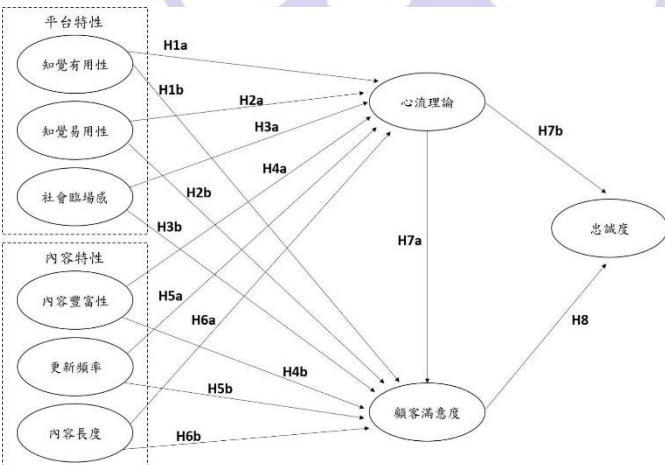 平台特性
知覺有用性
知覺易用性
社會臨場感
內容特性
內容豐富性
更新頻率
內容長度
H1a
H1b
H2a
H3a
H4a
H2b
H3b
H5a
H6a
H4b
H5b
H6b
心流理論
H7a
顧客滿意度
H7b
忠誠度
H8